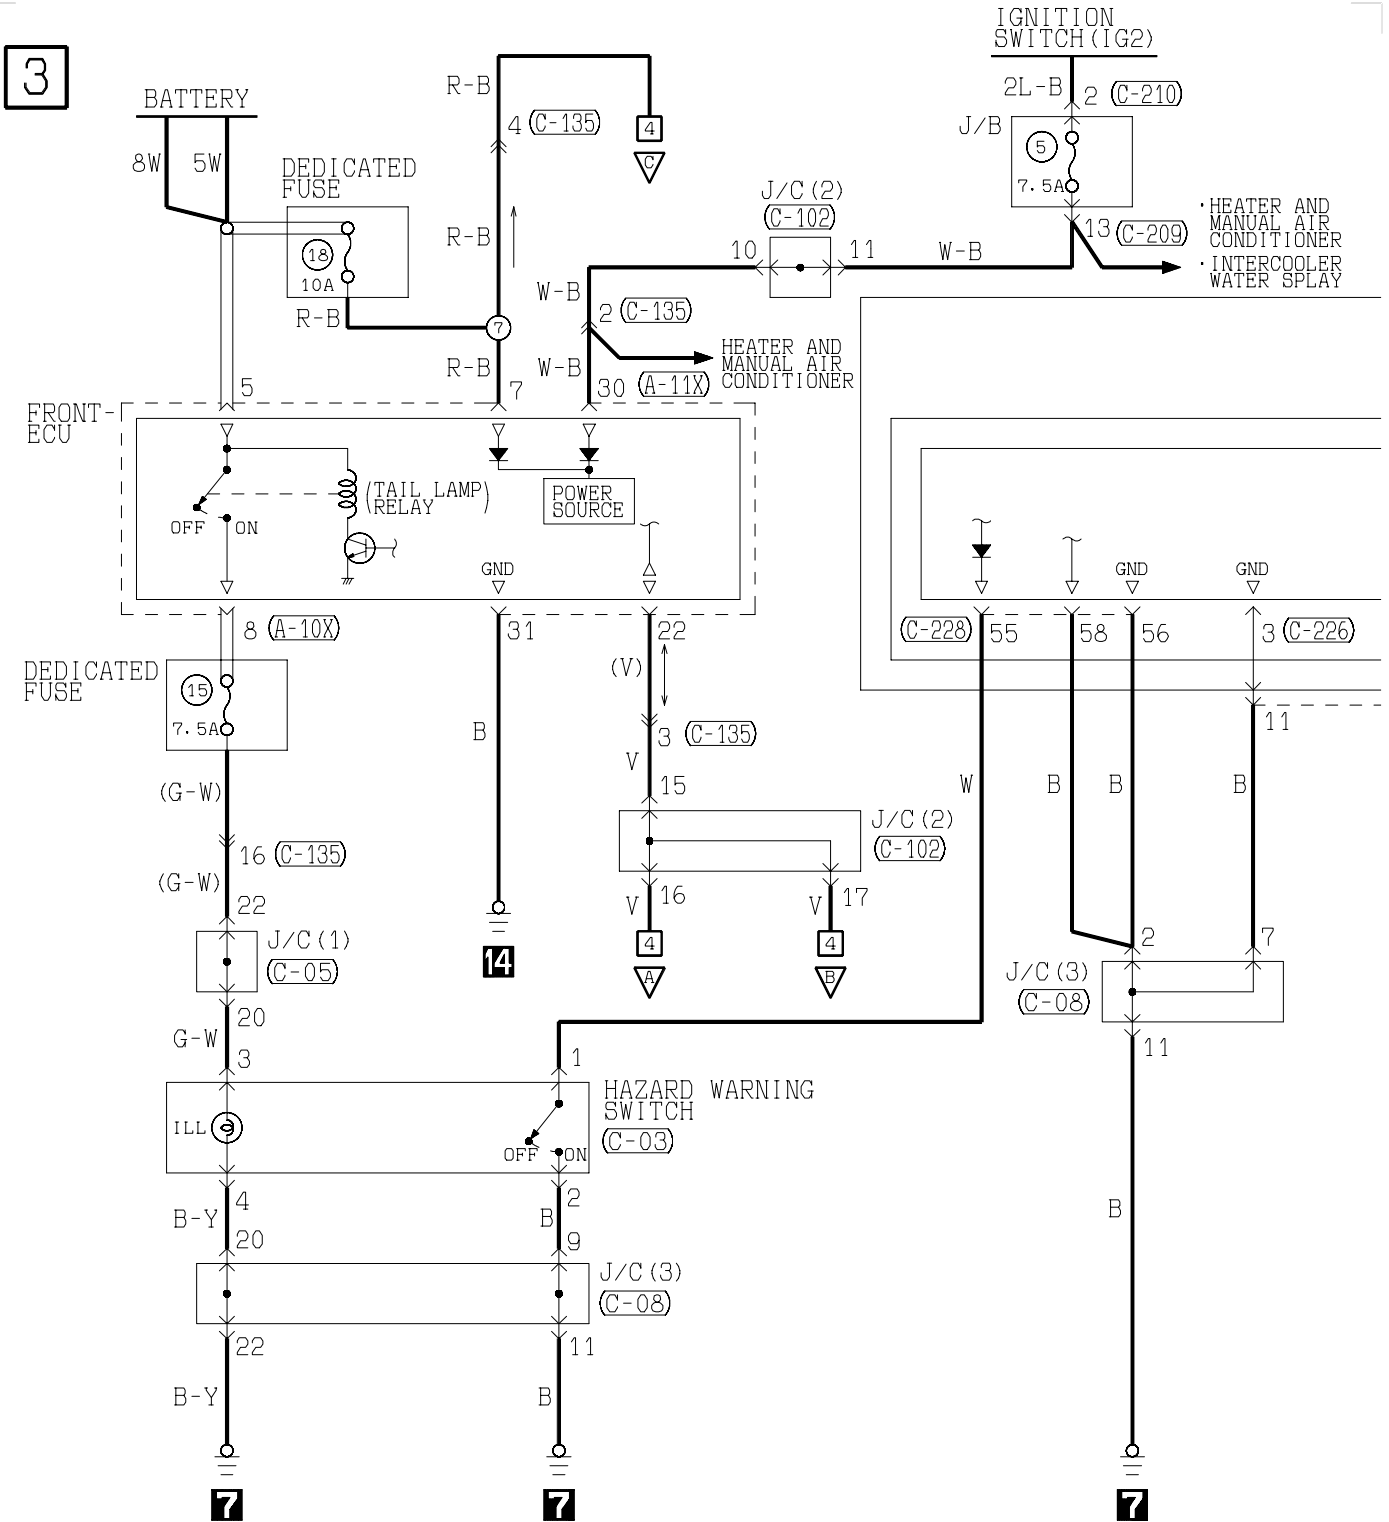 3
BATTERY
8W
5W
DEDICATED
FUSE
18
10A
R-B
R-B
4
(C-135)
4
C
R-B
7
R-B
7
IGNITION
SWITCH(IG2)
2L-B
2
(C-210)
J/B
5
7.5A
13
(C-209)
·HEATER AND
MANUAL AIR
CONDITIONER
·INTERCOOLER
WATER SPLAY
J/C(2)
(C-102)
10
11
W-B
W-B
2
(C-135)
W-B
HEATER AND
MANUAL AIR
CONDITIONER
30
(A-11X)
5
FRONT-
ECU
(TAIL LAMP)
RELAY
OFF
ON
POWER
SOURCE
GND
GND
GND
8
(A-10X)
31
22
(C-228)
55
58
56
3
(C-226)
DEDICATED
FUSE
15
7.5A
(V)
3
(C-135)
11
B
V
15
W
B
B
B
(G-W)
16
(C-135)
(G-W)
22
J/C(2)
(C-102)
16
17
V
V
4
A
4
B
14
J/C(1)
(C-05)
20
G-W
3
2
7
J/C(3)
(C-08)
11
1
HAZARD WARNING
SWITCH
(C-03)
ILL
OFF
ON
4
2
B-Y
B
20
9
J/C(3)
(C-08)
22
11
B-Y
B
B
7
7
7